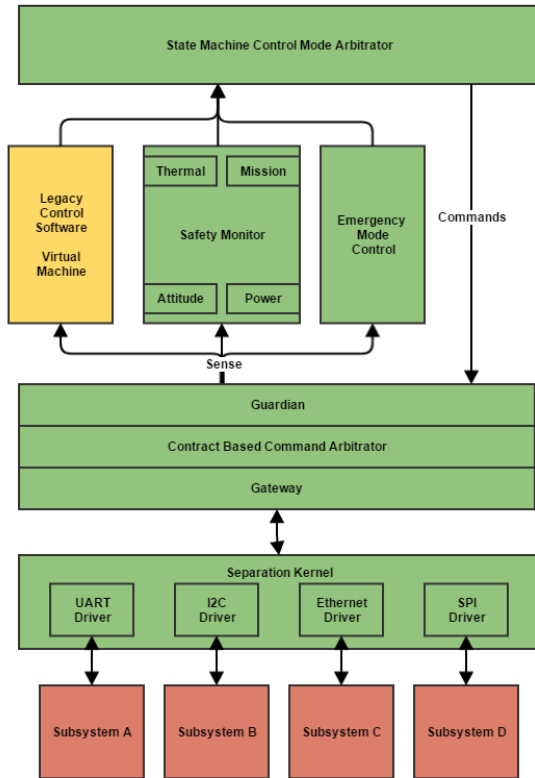 State Machine Control Mode Arbitrator
Legacy
Control
Software
Virtual
Machine
Thermal
Mission
Safety Monitor
Attitude
Power
Emergency
Mode
Control
Commands
Sense
Guardian
Contract Based Command Arbitrator
Gateway
Separation Kernel
UART
Driver
I2C
Driver
Ethernet
Driver
SPI
Driver
Subsystem A
Subsystem B
Subsystem C
Subsystem D